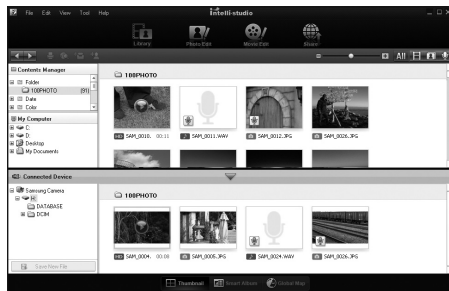 File Edit View Tool Help
Intelli-studio
Library Photo Edit Movie Edit Share
All
Contents Manager
Folder
100PHOTO (91)
Date
Color
My Computer
C:
D:
Desktop
My Documents
100PHOTO
HD SAM_0010. 00:11 SAM_0011.WAV SAM_0012.JPG SAM_0026.JPG
Connected Device
Samsung Camera
H:
DATABASE
DCIM
100PHOTO
HD SAM_0004. 00:08 SAM_0005.JPG SAM_0024.WAV SAM_0026.JPG
Save New File
Thumbnail Smart Album Global Map